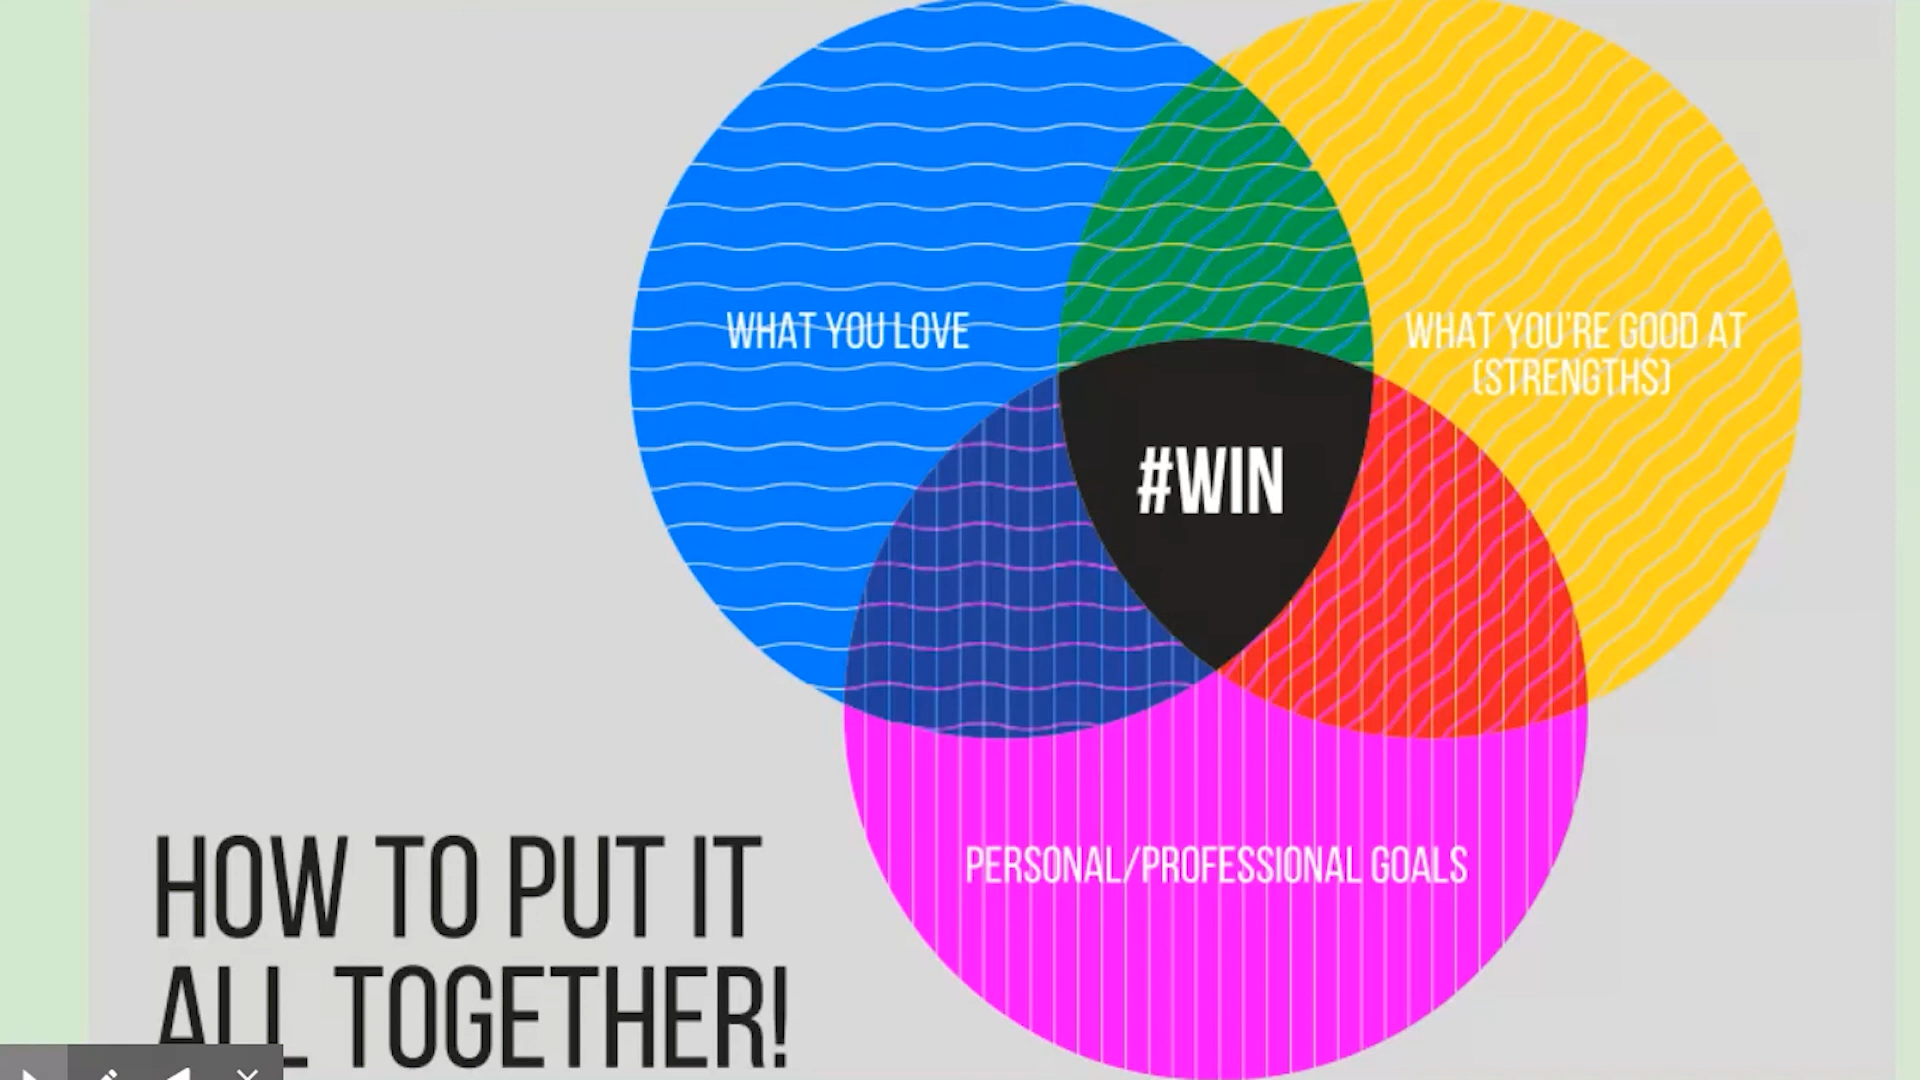 WHAT YOU LOVE
WHAT YOU'RE GOOD AT
(STRENGTHS)
#WIN
PERSONAL/PROFESSIONAL GOALS
HOW TO PUT IT
ALL TOGETHER!